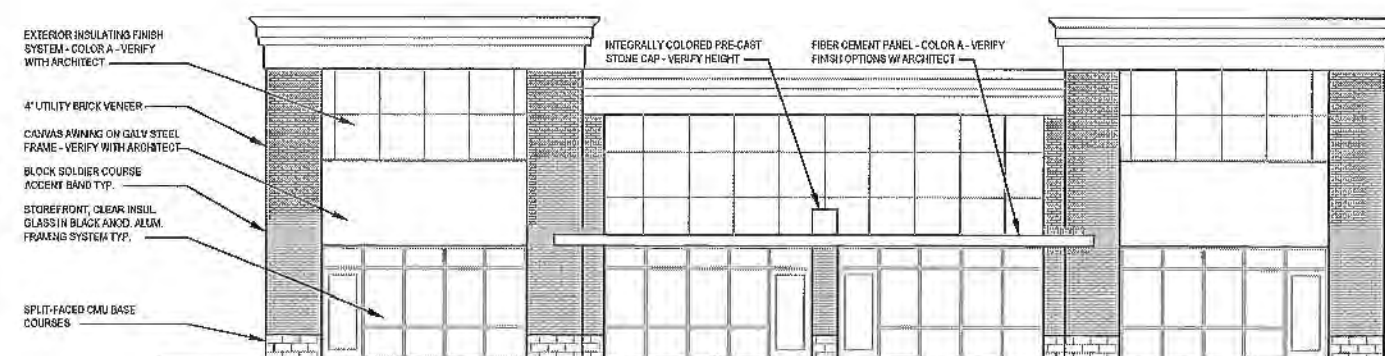 EXTERIOR INSULATING FINISH
SYSTEM - COLOR A - VERIFY
WITH ARCHITECT
4" UTILITY BRICK VENEER
CANVAS AWNING ON GALV STEEL
FRAME - VERIFY WITH ARCHITECT
BLOCK SOLDIER COURSE
ACCENT BAND TYP.
STOREFRONT, CLEAR INSUL.
GLASS IN BLACK ANOD. ALUM.
FRAMING SYSTEM TYP.
SPLIT-FACED CMU BASE
COURSES
INTEGRALLY COLORED PRE-CAST
STONE CAP - VERIFY HEIGHT
FIBER CEMENT PANEL - COLOR A - VERIFY
FINISH OPTIONS W/ ARCHITECT